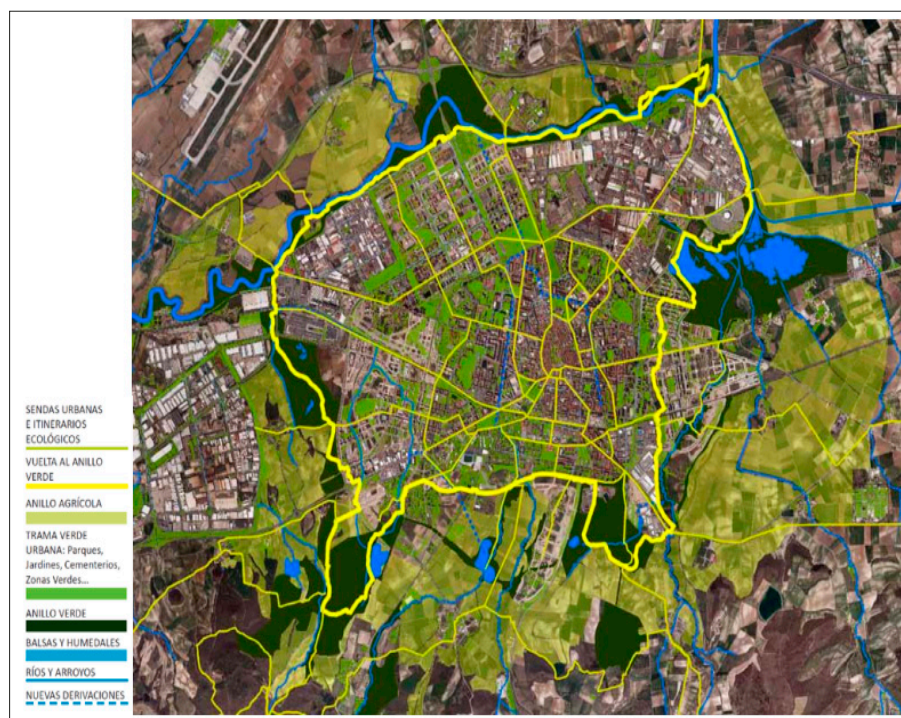 SENDAS URBANAS
E ITINERARIOS
ECOLÓGICOS
VUELTA AL ANILLO
VERDE
ANILLO AGRÍCOLA
TRAMA VERDE
URBANA: Parques,
Jardines, Cementerios,
Zonas Verdes...
ANILLO VERDE
BALSAS Y HUMEDALES
RÍOS Y ARROYOS
NUEVAS DERIVACIONES